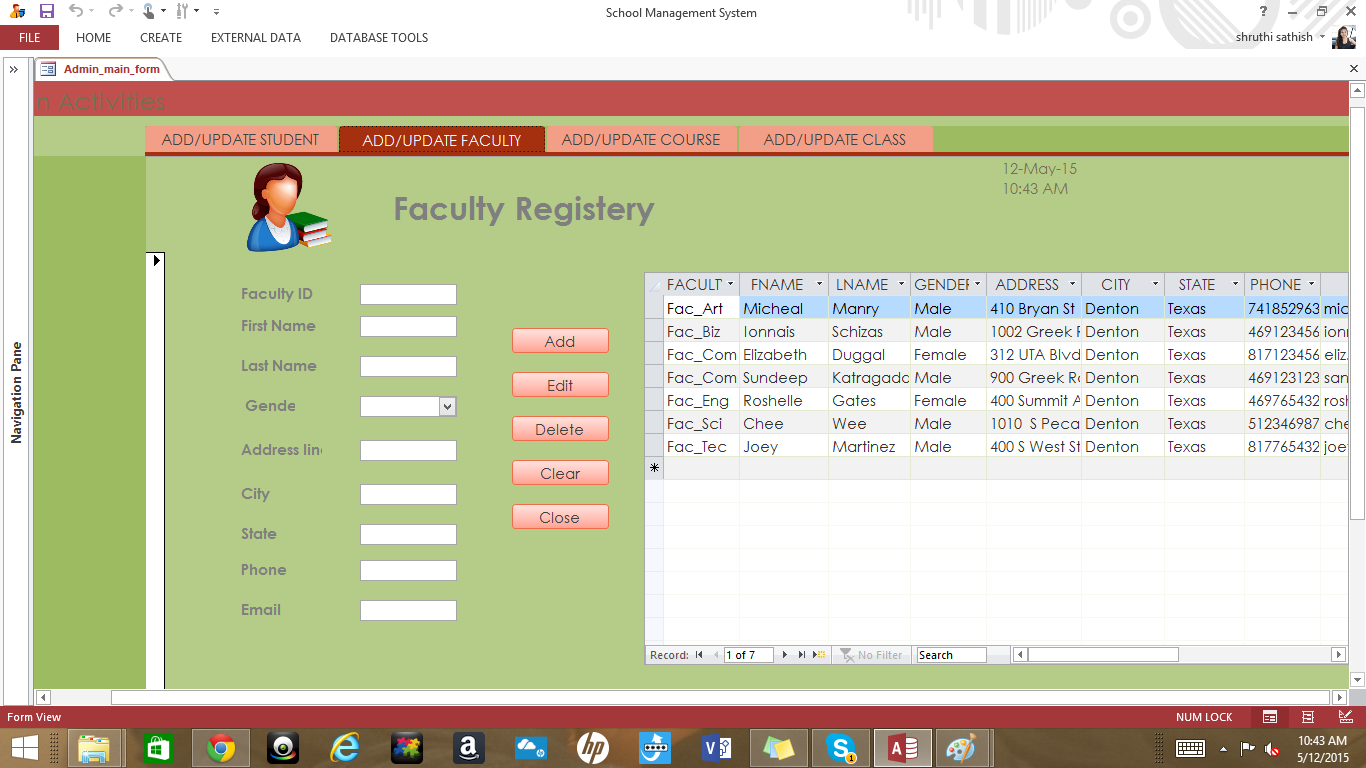 School Management System
FILE HOME CREATE EXTERNAL DATA DATABASE TOOLS shruthi sathish
Admin_main_form
n Activities
ADD/UPDATE STUDENT ADD/UPDATE FACULTY ADD/UPDATE COURSE ADD/UPDATE CLASS
12-May-15
10:43 AM
Faculty Registery
Navigation Pane
Faculty ID
First Name
Last Name
Gende
Address lin
City
State
Phone
Email
Add
Edit
Delete
Clear
Close
FACULT FNAME LNAME GENDER ADDRESS CITY STATE PHONE
Fac_Art Micheal Manry Male 410 Bryan St Denton Texas 741852963 mic
Fac_Biz Ionnais Schizas Male 1002 Greek Denton Texas 469123456 ion
Fac_Com Elizabeth Duggal Female 312 UTA Blvd Denton Texas 817123456 eliz
Fac_Com Sundeep Katragado Male 900 Greek Ro Denton Texas 469123123 san
Fac_Eng Roshelle Gates Female 400 Summit A Denton Texas 469765432 rosh
Fac_Sci Chee Wee Male 1010 S Peca Denton Texas 512346987 che
Fac_Tec Joey Martinez Male 400 S West St Denton Texas 817765432 joe
Record: 1 of 7 No Filter Search
Form View NUM LOCK
10:43 AM
5/12/2015